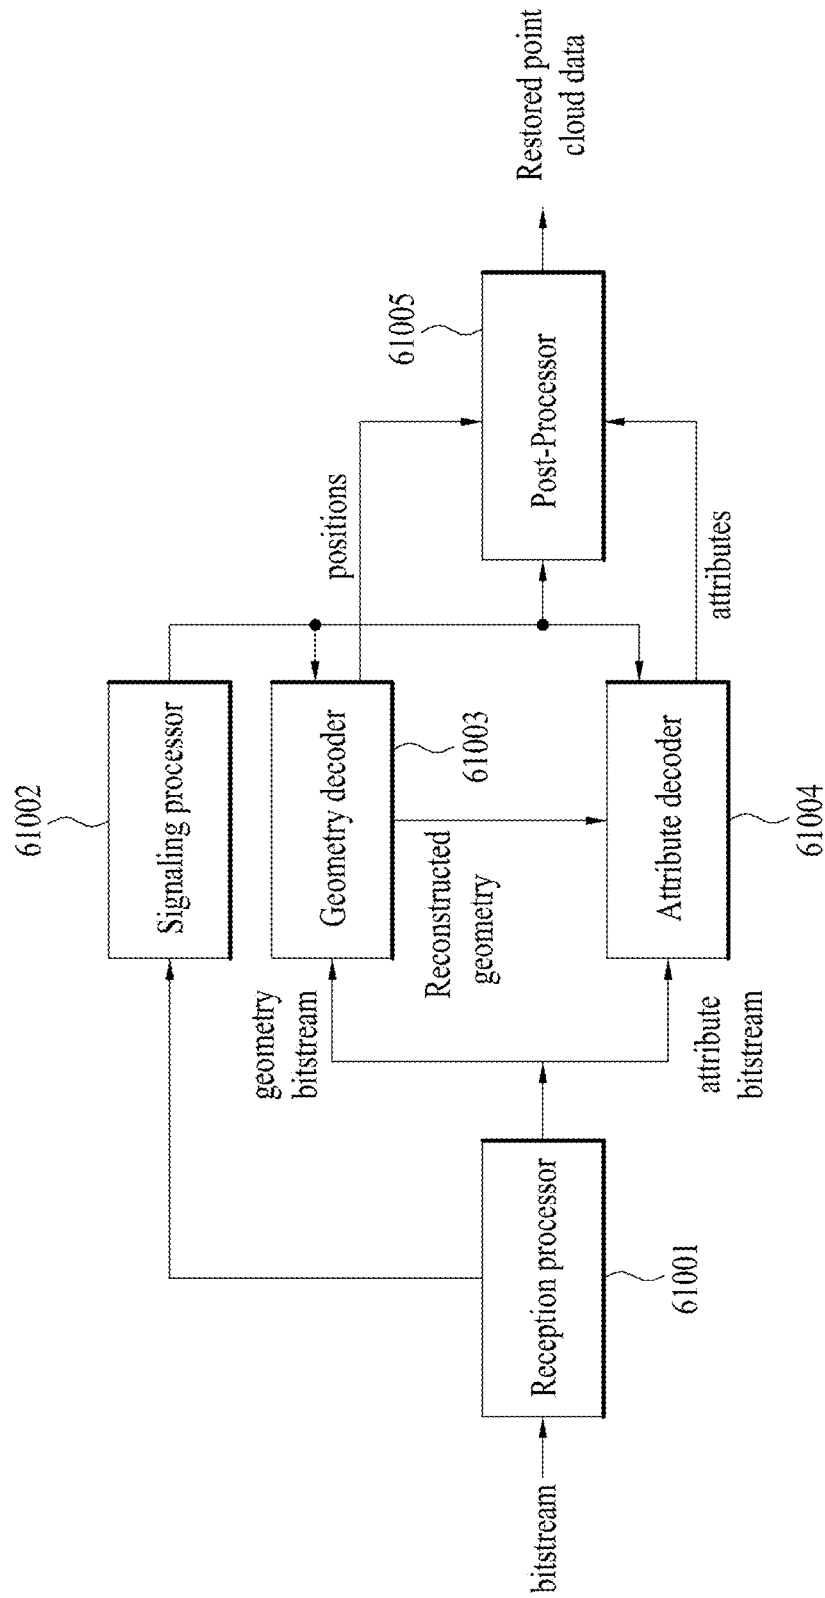 61002
Signaling processor
geometry
bitstream
Geometry decoder
61003
positions
Reconstructed
geometry
61005
bitstream
Reception processor
61001
Post-Processor
Restored point
cloud data
attribute
bitstream
Attribute decoder
61004
attributes